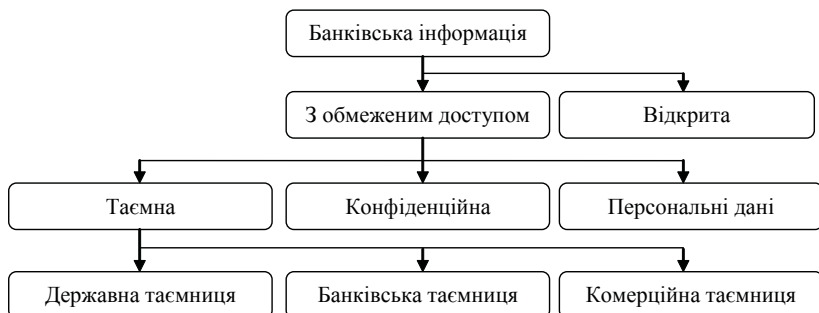 Банківська інформація
З обмеженим доступом
Відкрита
Таємна
Конфіденційна
Персональні дані
Державна таємниця
Банківська таємниця
Комерційна таємниця